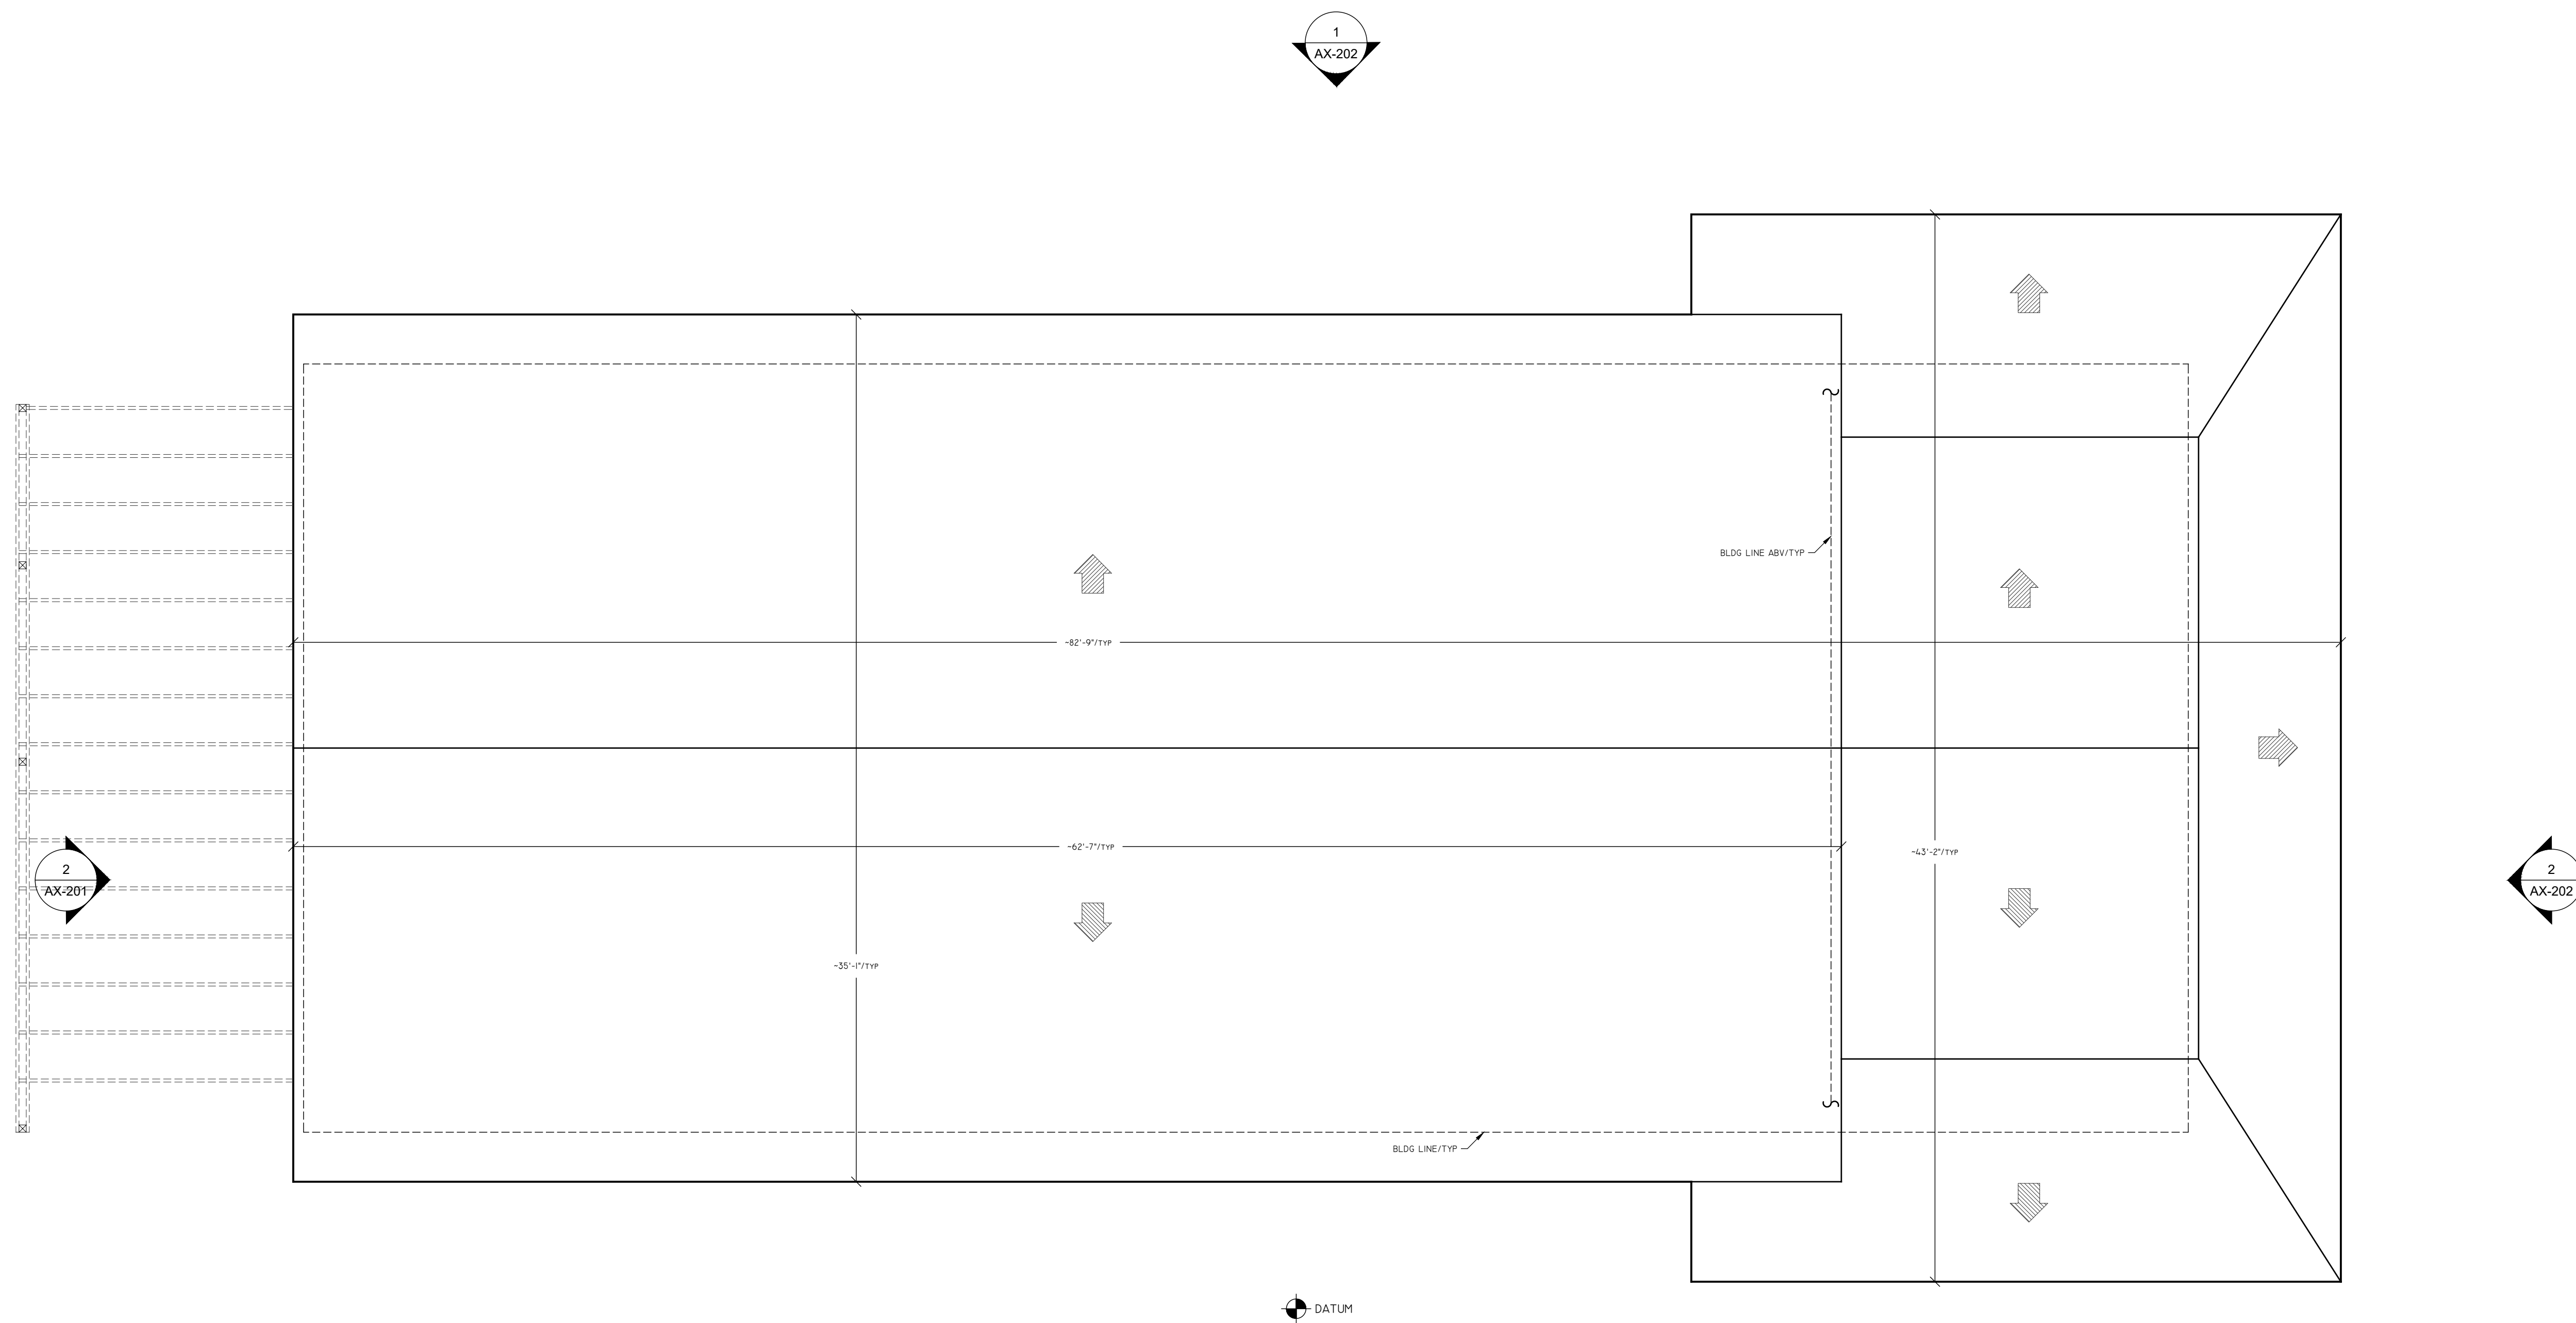 1
AX-202
BLDG LINE ABV/TYP
~82'-9"/TYP
~62'-7"/TYP
~43'-2"/TYP
2
AX-201
2
AX-202
~35'-1"/TYP
BLDG LINE/TYP
DATUM